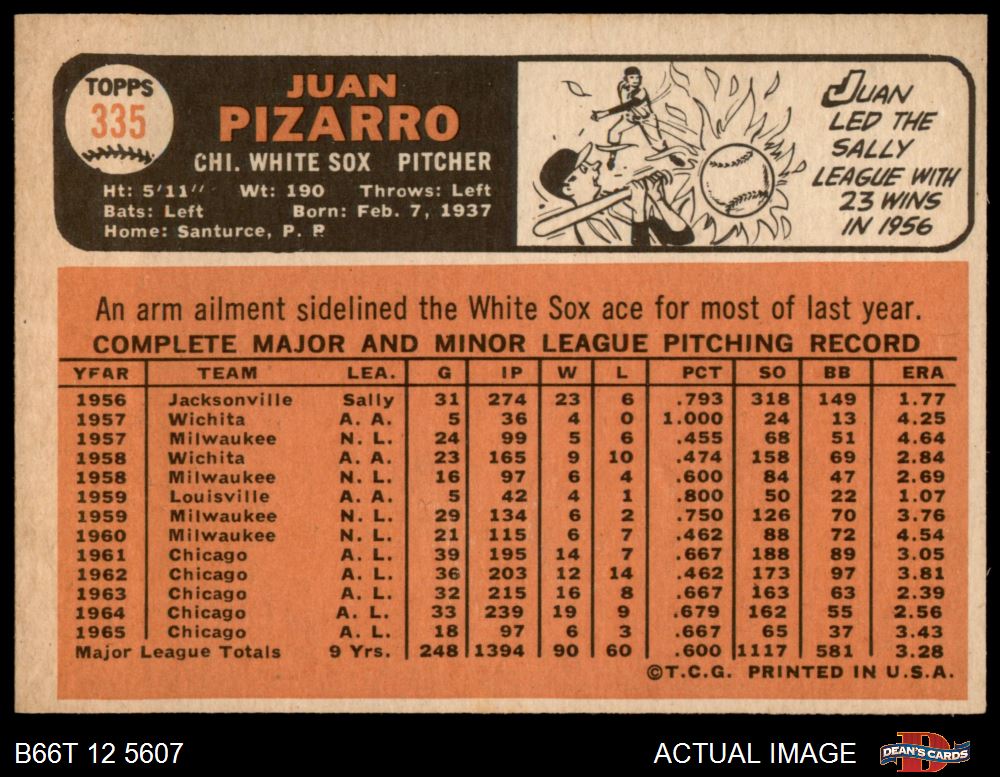 TOPPS
335
JUAN
PIZARRO
CHI. WHITE SOX PITCHER
Ht: 5'11" Wt: 190 Throws: Left
Bats: Left Born: Feb. 7, 1937
Home: Santurce, P. R
JUAN
LED THE
SALLY
LEAGUE WITH
23 WINS
IN 1956
An arm ailment sidelined the White Sox ace for most of last year.
COMPLETE MAJOR AND MINOR LEAGUE PITCHING RECORD
YEAR TEAM LEA. G IP W L PCT SO BB ERA
1956 Jacksonville Sally 31 274 23 6 .793 318 149 1.77
1957 Wichita A. A. 5 36 4 0 1.000 24 13 4.25
1957 Milwaukee N. L. 24 99 5 6 .455 68 51 4.64
1958 Wichita A. A. 23 165 9 10 .474 158 69 2.84
1958 Milwaukee N. L. 16 97 6 4 .600 84 47 2.69
1959 Louisville A. A. 5 42 4 1 .800 50 22 1.07
1959 Milwaukee N. L. 29 134 6 2 .750 126 70 3.76
1960 Milwaukee N. L. 21 115 6 7 .462 88 72 4.54
1961 Chicago A. L. 39 195 14 7 .667 188 89 3.05
1962 Chicago A. L. 36 203 12 14 .462 173 97 3.81
1963 Chicago A. L. 32 215 16 8 .667 163 63 2.39
1964 Chicago A. L. 33 239 19 9 .679 162 55 2.56
1965 Chicago A. L. 18 97 6 3 .667 65 37 3.43
Major League Totals 9 Yrs. 248 1394 90 60 .600 1117 581 3.28
©T.C.G. PRINTED IN U.S.A.
B66T 12 5607 ACTUAL IMAGE
DEAN'S CARDS